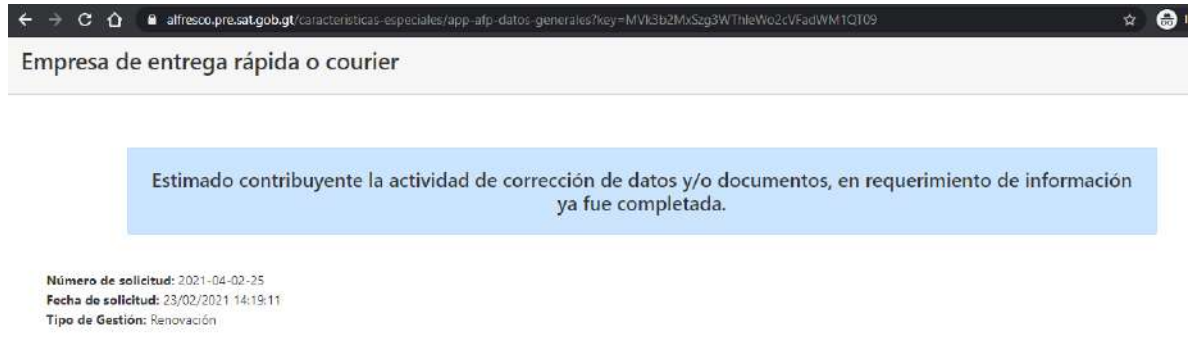 alfresco.pre.sat.gob.gt/caracteristicas-especiales/app-afp-datos-generales?key=
Empresa de entrega rápida o courier
Estimado contribuyente la actividad de corrección de datos y/o documentos, en requerimiento de información
ya fue completada.
Número de solicitud: 2021-04-02-25
Fecha de solicitud: 23/02/2021 14:19:11
Tipo de Gestión: Renovación